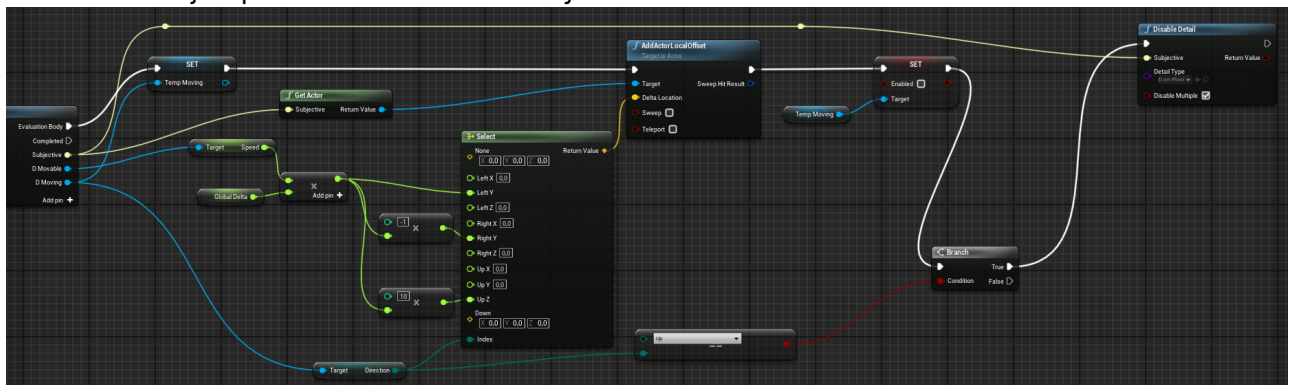 Evaluation Body
Completed
Subjective
D Movable
D Moving
Add pin +
SET
Temp Moving
Get Actor
Subjective Return Value
Target Speed
Global Delta
×
Add pin +
-1
×
10
×
Select
None Return Value
X 0,0 Y 0,0 Z 0,0
Left X 0,0
Left Y
Left Z 0,0
Right X 0,0
Right Y
Right Z 0,0
Up X 0,0
Up Y 0,0
Up Z
Down
X 0,0 Y 0,0 Z 0,0
Index
Target Direction
AddActorLocalOffset
Target is Actor
Target Sweep Hit Result
Delta Location
Sweep
Teleport
Temp Moving
SET
Enabled
Target
Up
==
Branch
True
Condition False
Disable Detail
Subjective Return Value
Detail Type
D on Floor
Disable Multiple